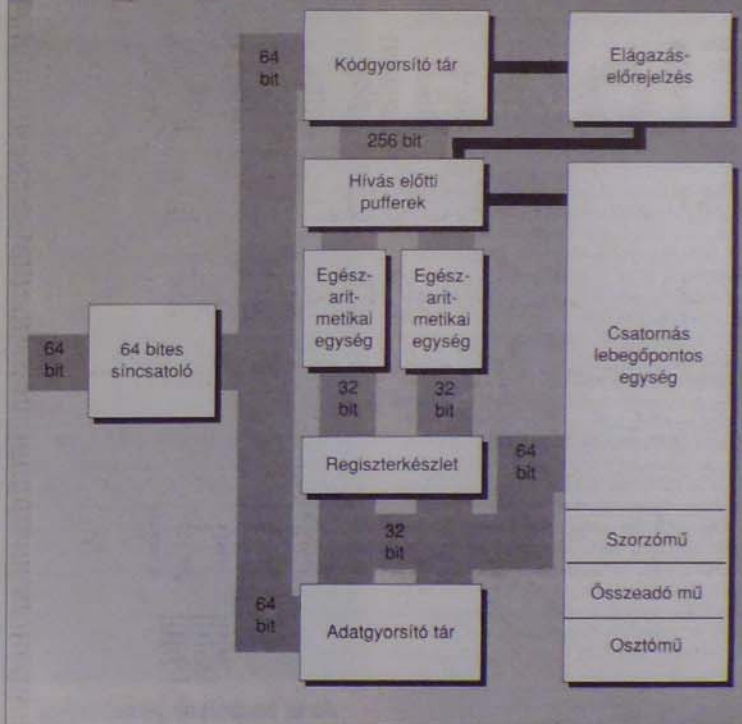 64
bit
Kódgyorsító tár
Elágazás-
előrejelzés
256 bit
Hívás előtti
pufferek
Egész-
arit-
metikai
egység
Egész-
arit-
metikai
egység
64
bit
64 bites
síncsatoló
Csatornás
lebegőpontos
egység
32
bit
32
bit
Regiszterkészlet
64
bit
32
bit
Szorzómű
Összeadó mű
Osztómű
64
bit
Adatgyorsító tár